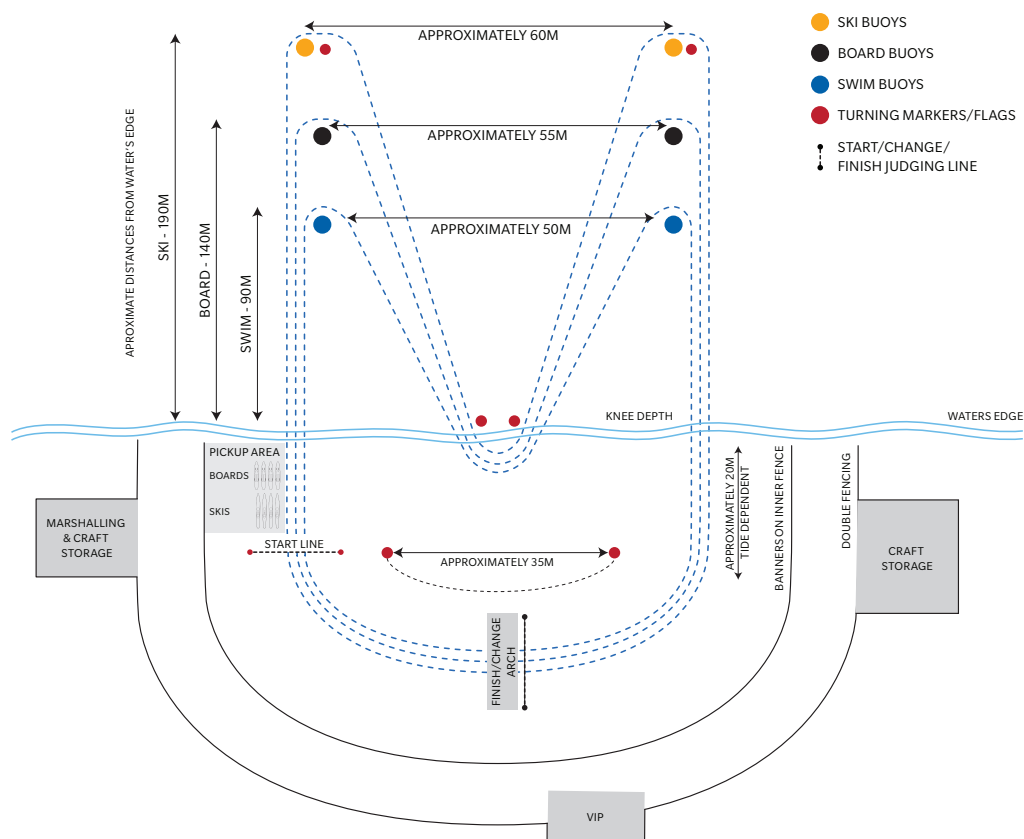 APPROXIMATELY 60M
SKI BUOYS
BOARD BUOYS
SWIM BUOYS
TURNING MARKERS/FLAGS
START/CHANGE/
FINISH JUDGING LINE
APROXIMATE DISTANCES FROM WATER'S EDGE
SKI - 190M
BOARD - 140M
SWIM - 90M
APPROXIMATELY 55M
APPROXIMATELY 50M
KNEE DEPTH
WATERS EDGE
PICKUP AREA
BOARDS
SKIS
MARSHALLING
& CRAFT
STORAGE
START LINE
APPROXIMATELY 35M
APPROXIMATELY 20M
TIDE DEPENDENT
BANNERS ON INNER FENCE
DOUBLE FENCING
CRAFT
STORAGE
FINISH/CHANGE
ARCH
VIP